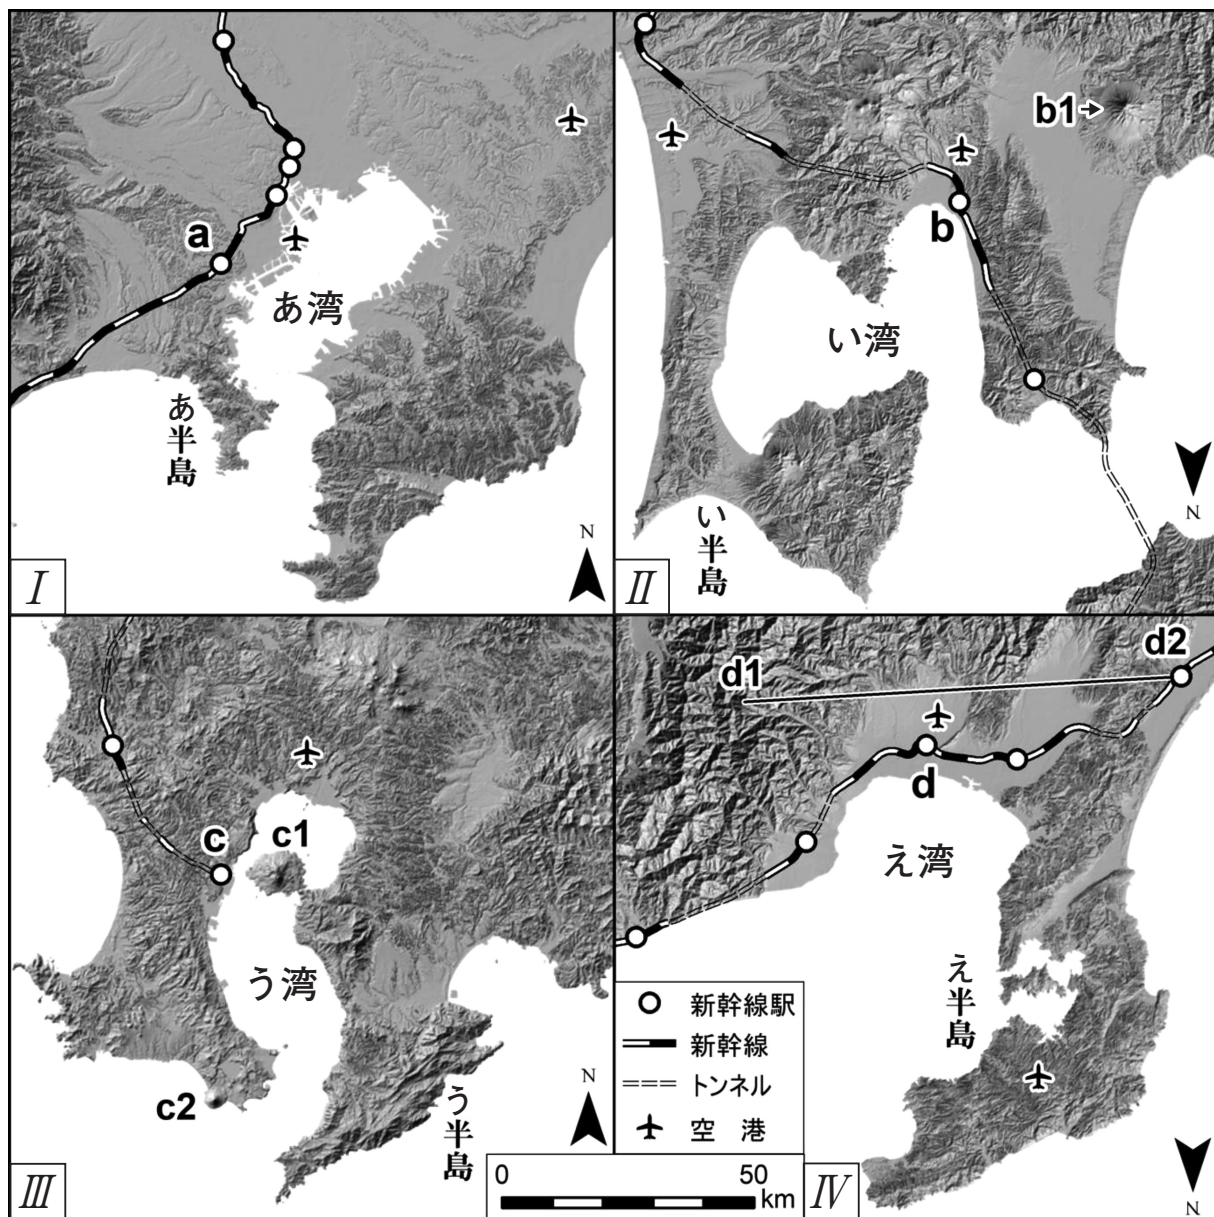 a
あ湾
あ
半
島
N
I
b1
b
い湾
い
半
島
N
II
c
c1
う湾
c2
う
半
島
N
III
d1
d2
d
え湾
え
半
島
新幹線駅
新幹線
トンネル
空 港
0 50
km
N
IV